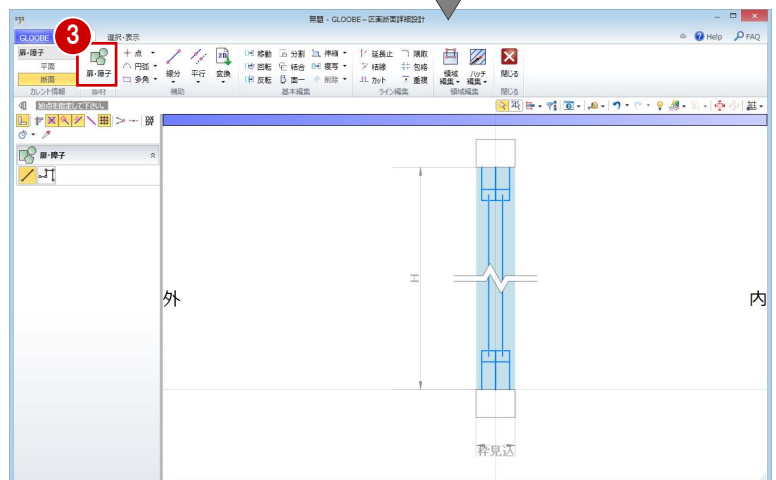 無題 - GLOOBE - 区画断面詳細設計
GLOOBE 選択・表示 Help FAQ
3
扉・障子
平面
断面
カレント情報
扉・障子
部材
点
円弧
多角
線分 平行 変換
補助
移動 分割 伸縮
回転 結合 複写
反転 面一 削除
基本編集
延長止 隅取
結線 包絡
カット 重複
ライン編集
領域編集 ハッチ編集
領域編集
閉じる
閉じる
始点を指定して下さい。
扉・障子
H
外
内
枠見込